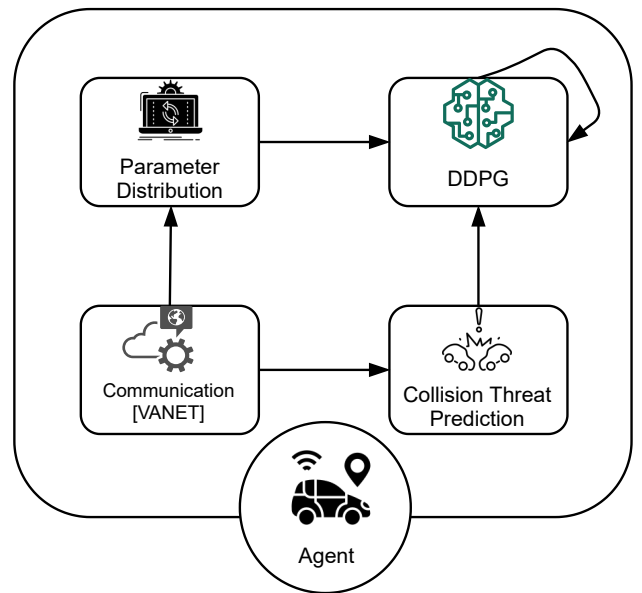 Parameter
Distribution
DDPG
Communication
[VANET]
Collision Threat
Prediction
Agent